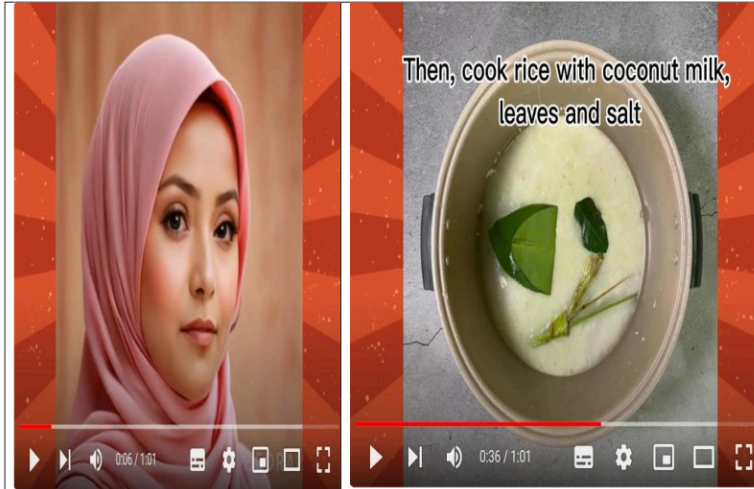 0:06 / 1:01
Then, cook rice with coconut milk,
leaves and salt
0:36 / 1:01